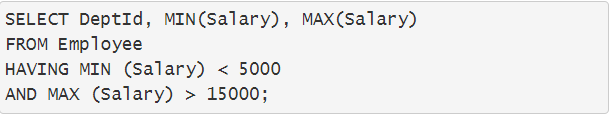 SELECT DeptId, MIN(Salary), MAX(Salary)
FROM Employee
HAVING MIN (Salary) < 5000
AND MAX (Salary) > 15000;